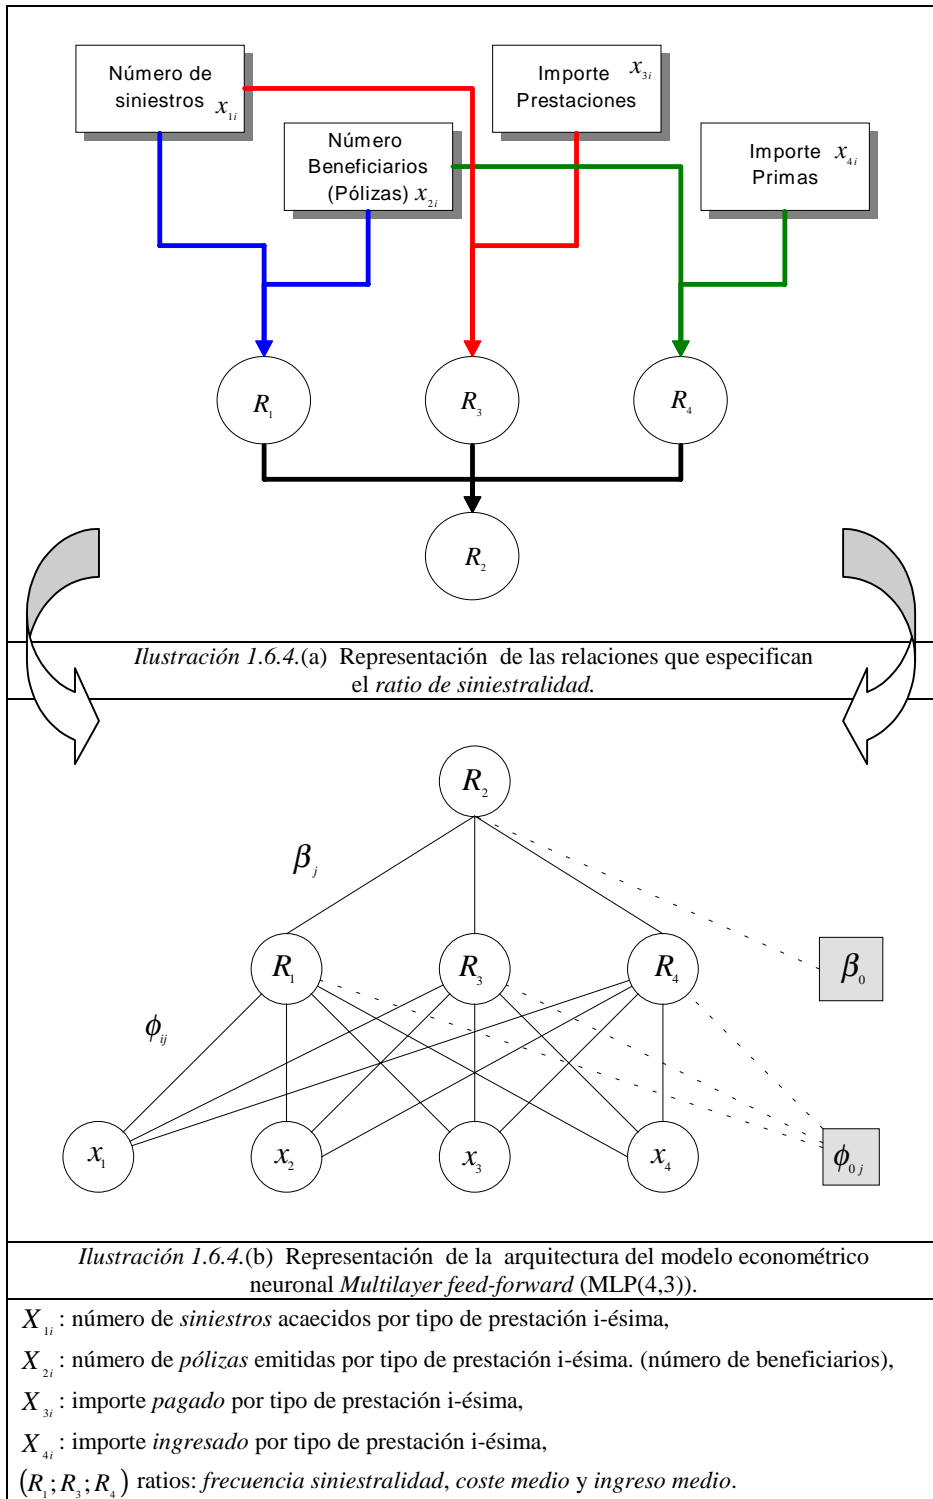 Número de
siniestros x₁ᵢ
Número
Beneficiarios
(Pólizas) x₂ᵢ
Importe x₃ᵢ
Prestaciones
Importe x₄ᵢ
Primas
R₁
R₃
R₄
R₂
Ilustración 1.6.4.(a) Representación de las relaciones que especifican
el ratio de siniestralidad.
R₂
βⱼ
R₁
R₃
R₄
β₀
ϕᵢⱼ
x₁
x₂
x₃
x₄
ϕ₀ⱼ
Ilustración 1.6.4.(b) Representación de la arquitectura del modelo econométrico
neuronal Multilayer feed-forward (MLP(4,3)).
X₁ᵢ : número de siniestros acaecidos por tipo de prestación i-ésima,
X₂ᵢ : número de pólizas emitidas por tipo de prestación i-ésima. (número de beneficiarios),
X₃ᵢ : importe pagado por tipo de prestación i-ésima,
X₄ᵢ : importe ingresado por tipo de prestación i-ésima,
(R₁;R₃;R₄) ratios: frecuencia siniestralidad, coste medio y ingreso medio.